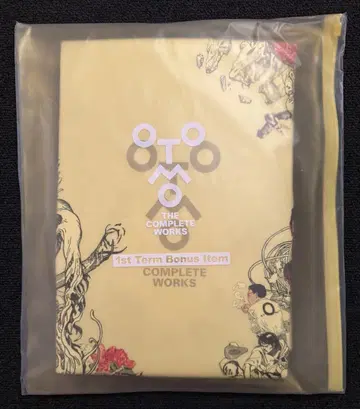 OTOMO
THE
COMPLETE
WORKS
1st Term Bonus Item
COMPLETE
WORKS